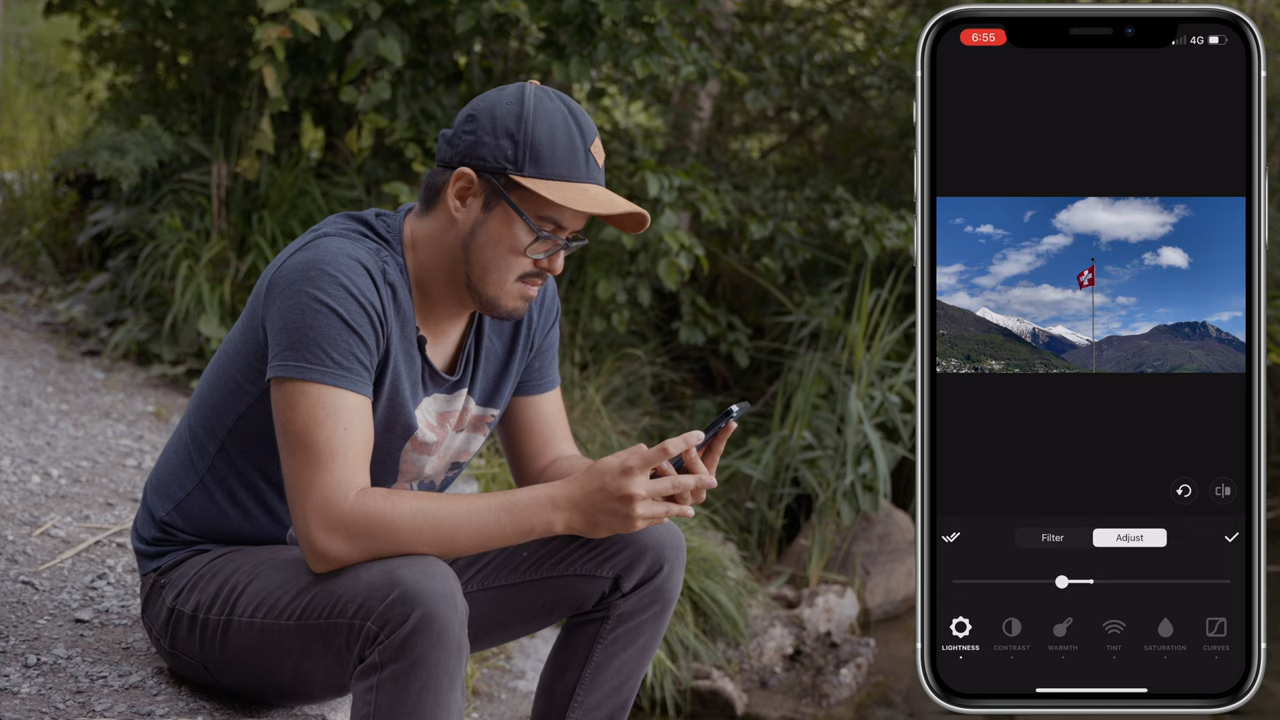 6:55
4G
Filter
Adjust
LIGHTNESS
CONTRAST
WARMTH
TINT
SATURATION
CURVES